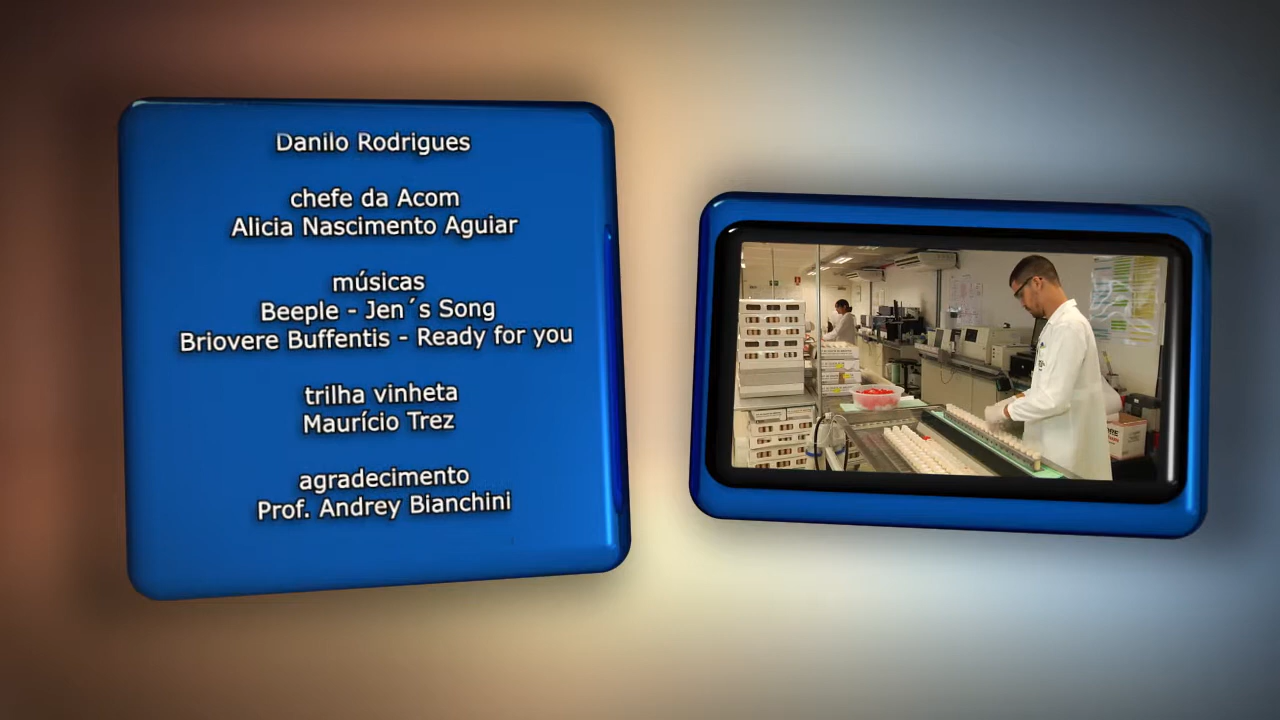 Danilo Rodrigues
chefe da Acom
Alicia Nascimento Aguiar
músicas
Beeple - Jen´s Song
Briovere Buffentis - Ready for you
trilha vinheta
Maurício Trez
agradecimento
Prof. Andrey Bianchini